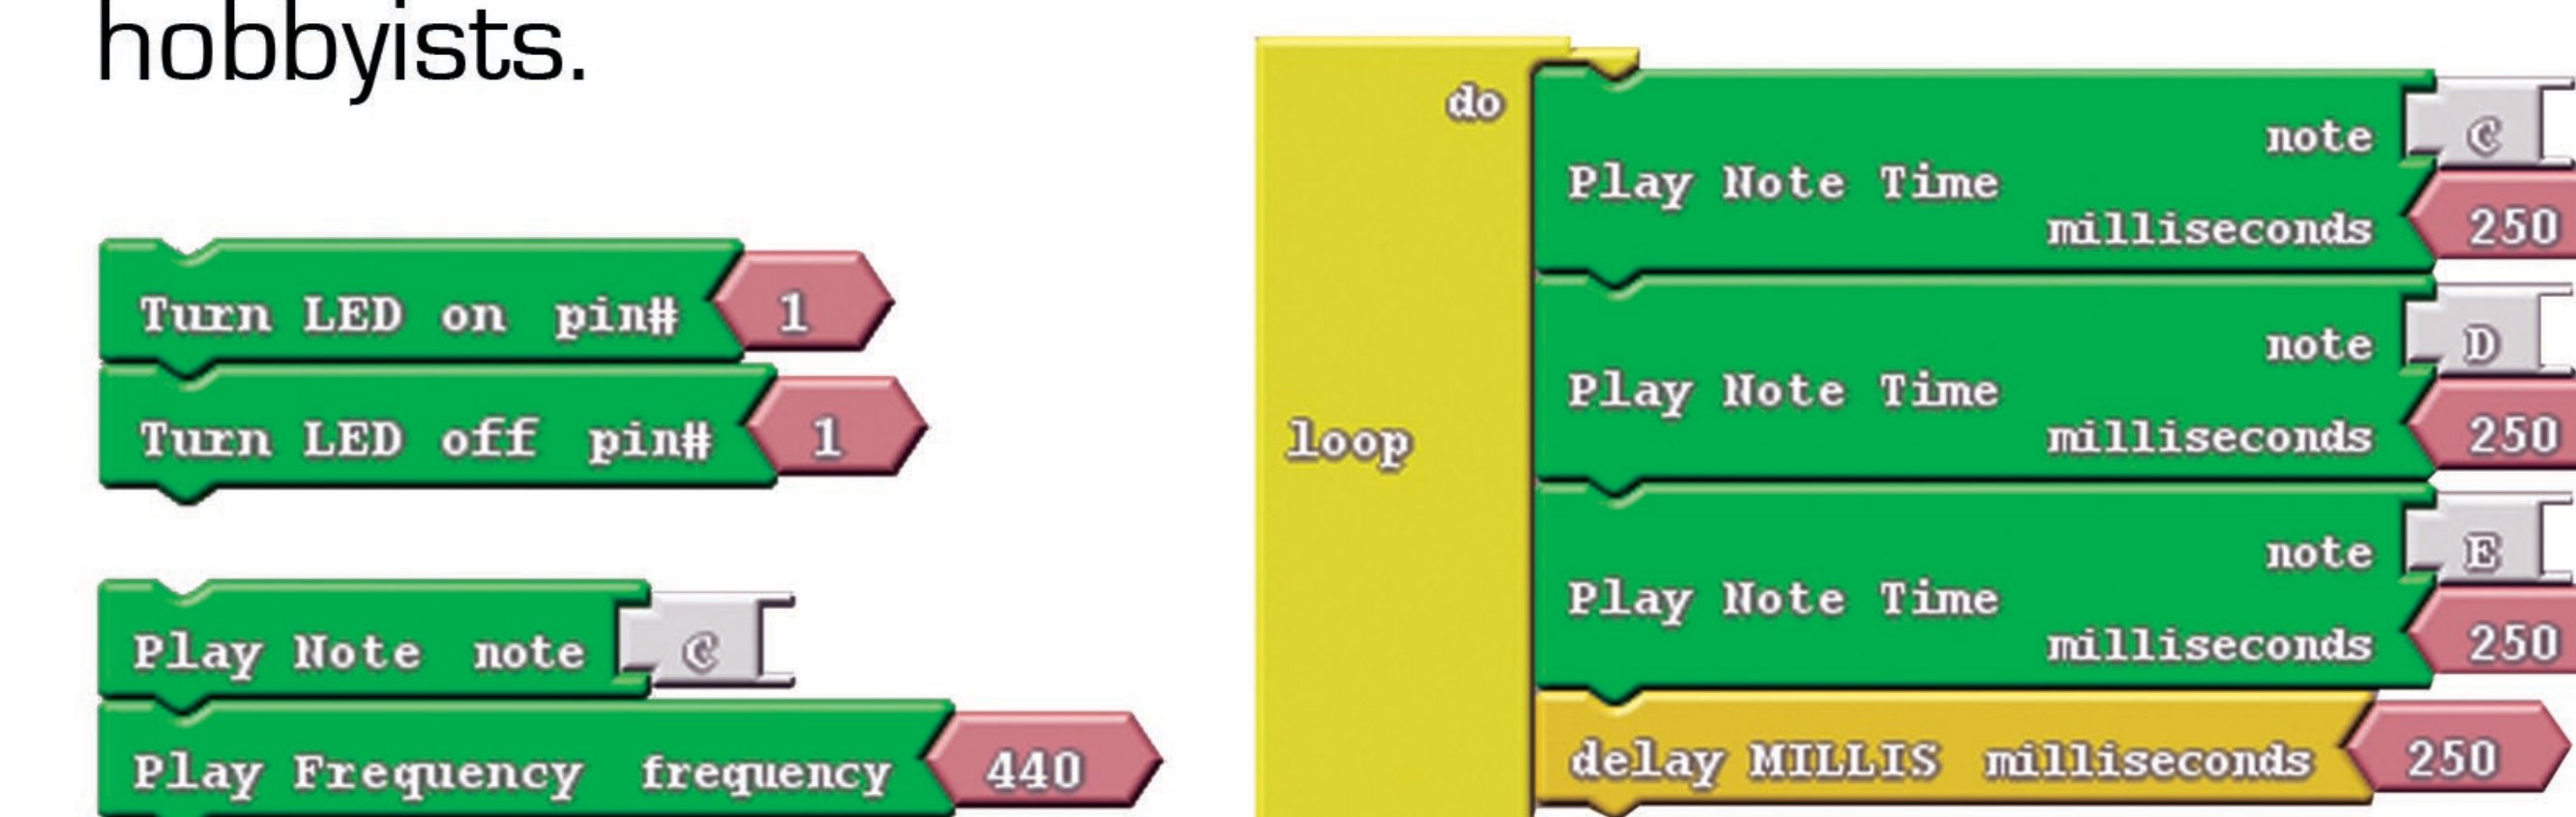 hobbyists.
Turn LED on pin# 1
Turn LED off pin# 1
Play Note note C
Play Frequency frequency 440
loop
do
Play Note Time
note C
milliseconds 250
Play Note Time
note D
milliseconds 250
Play Note Time
note E
milliseconds 250
delay MILLIS milliseconds 250